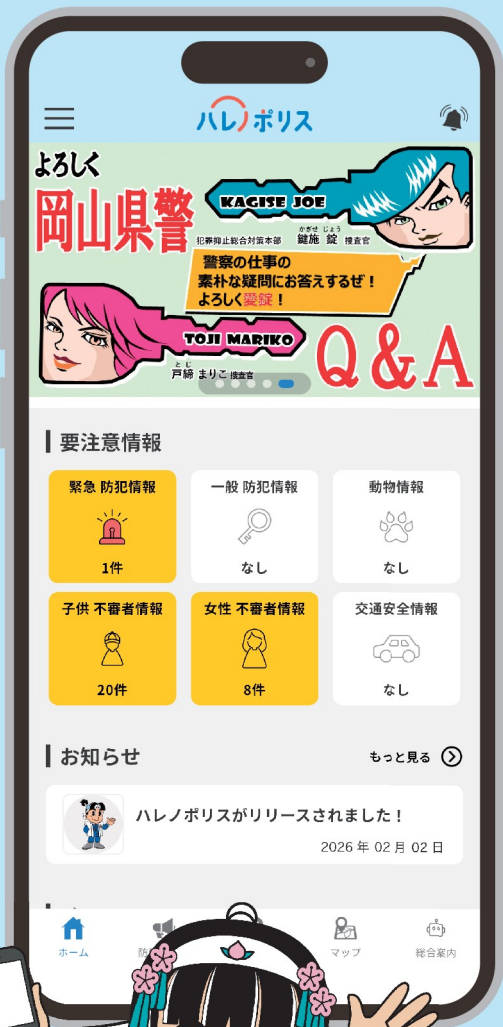 ハレノポリス
よろしく
岡山県警
KAGISE JOE
犯罪抑止総合対策本部 鍵施 錠 捜査官
かぎせ じょう
警察の仕事の
素朴な疑問にお答えするぜ!
よろしく愛錠!
TOJI MARIKO
とじ
戸締 まりこ 捜査官
Q&A
要注意情報
緊急 防犯情報
1件
一般 防犯情報
なし
動物情報
なし
子供 不審者情報
20件
女性 不審者情報
8件
交通安全情報
なし
お知らせ
もっと見る
ハレノポリスがリリースされました!
2026年02月02日
ホーム
防
マップ
総合案内